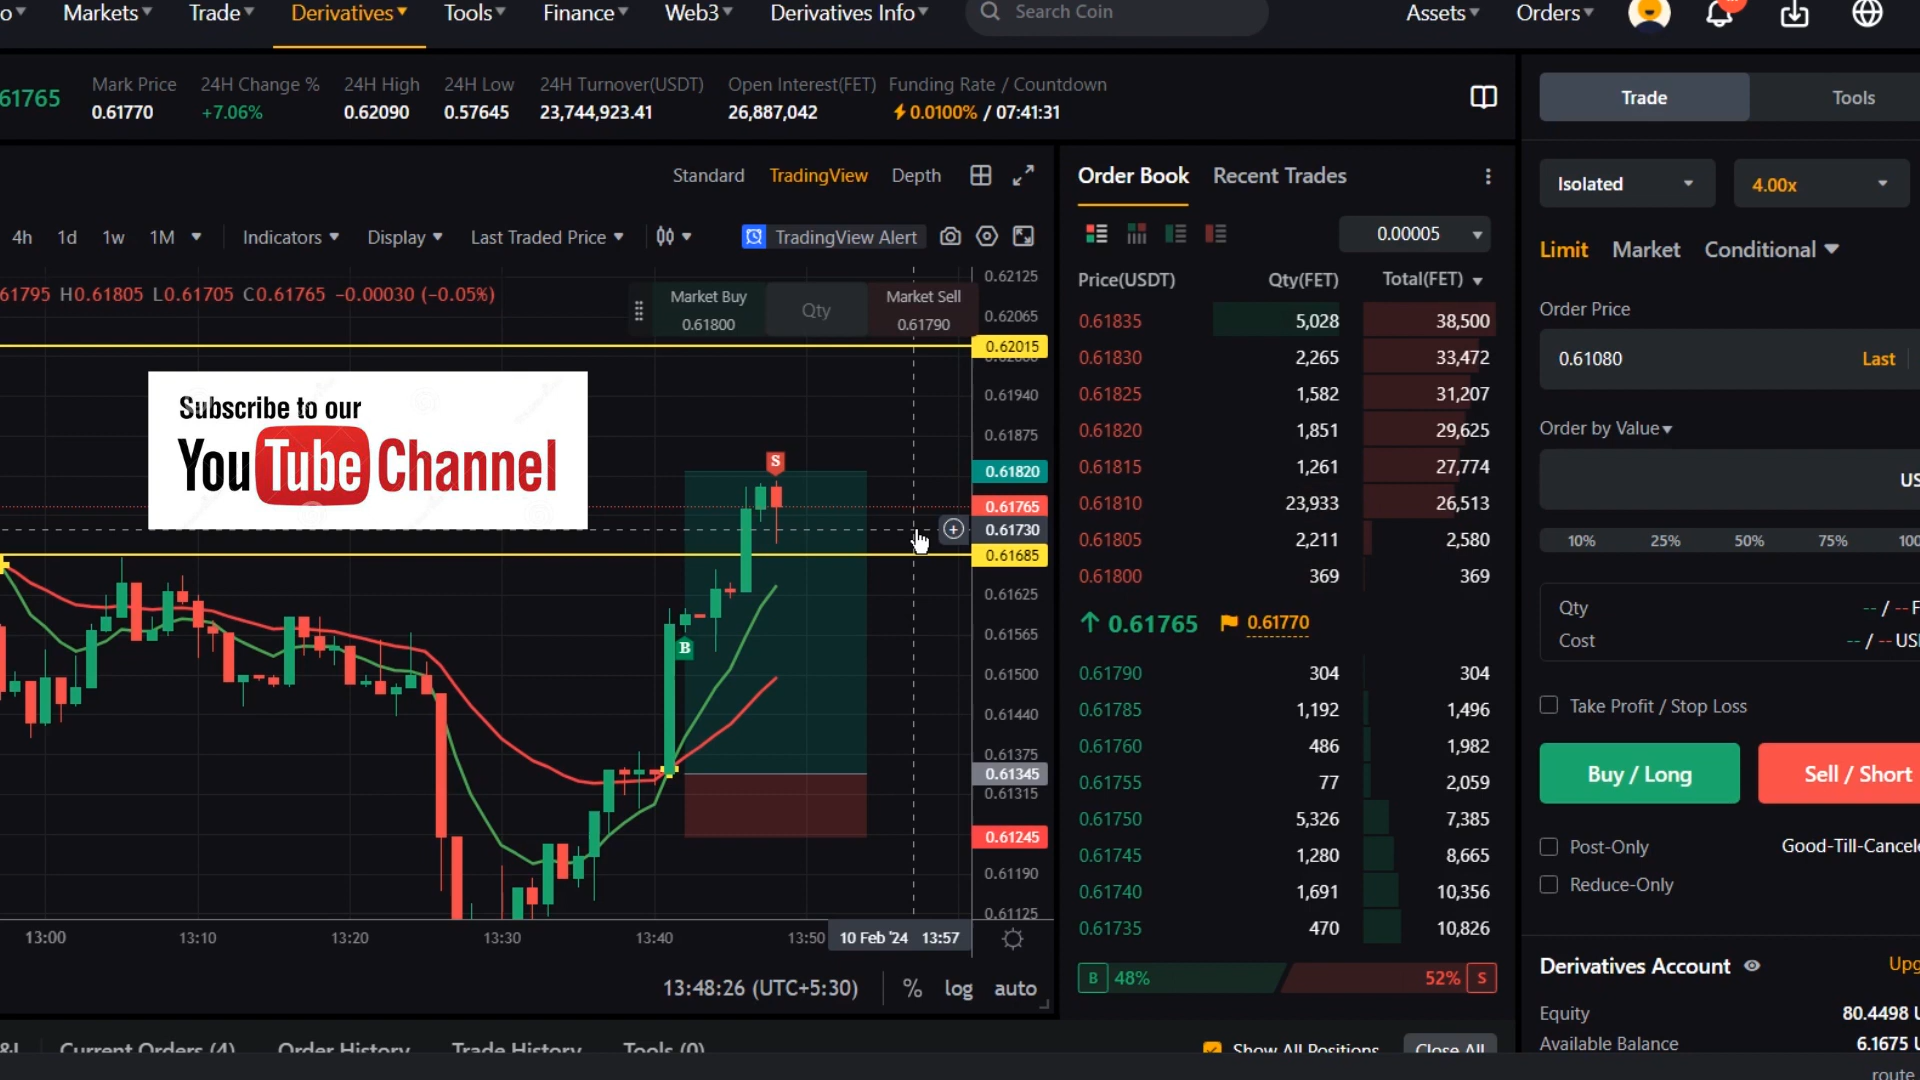 Markets Trade Derivatives Tools Finance Web3 Derivatives Info Search Coin Assets Orders
61765
Mark Price 24H Change % 24H High 24H Low 24H Turnover(USDT) Open Interest(FET) Funding Rate / Countdown
0.61770 +7.06% 0.62090 0.57645 23,744,923.41 26,887,042 0.0100% / 07:41:31
Trade Tools
Standard TradingView Depth
4h 1d 1w 1M Indicators Display Last Traded Price TradingView Alert
61795 H0.61805 L0.61705 C0.61765 −0.00030 (−0.05%)
Market Buy Qty Market Sell
0.61800 0.61790
Subscribe to our
YouTube Channel
S
B
0.62125
0.62065
0.62015
0.61940
0.61875
0.61820
0.61765
0.61730
0.61685
0.61625
0.61565
0.61500
0.61440
0.61375
0.61345
0.61315
0.61245
0.61190
0.61125
13:00 13:10 13:20 13:30 13:40 13:50 10 Feb '24 13:57
13:48:26 (UTC+5:30) % log auto
Order Book Recent Trades
0.00005
Price(USDT) Qty(FET) Total(FET)
0.61835 5,028 38,500
0.61830 2,265 33,472
0.61825 1,582 31,207
0.61820 1,851 29,625
0.61815 1,261 27,774
0.61810 23,933 26,513
0.61805 2,211 2,580
0.61800 369 369
0.61765 0.61770
0.61790 304 304
0.61785 1,192 1,496
0.61760 486 1,982
0.61755 77 2,059
0.61750 5,326 7,385
0.61745 1,280 8,665
0.61740 1,691 10,356
0.61735 470 10,826
B 48% 52% S
Isolated 4.00x
Limit Market Conditional
Order Price
0.61080 Last
Order by Value
US
10% 25% 50% 75% 100
Qty -- / -- F
Cost -- / -- US
Take Profit / Stop Loss
Buy / Long Sell / Short
Post-Only Good-Till-Cancele
Reduce-Only
Derivatives Account Upg
Equity 80.4498 U
Available Balance 6.1675 U
Current Orders (4) Order History Trade History Tools (0) Show All Positions Close All
route